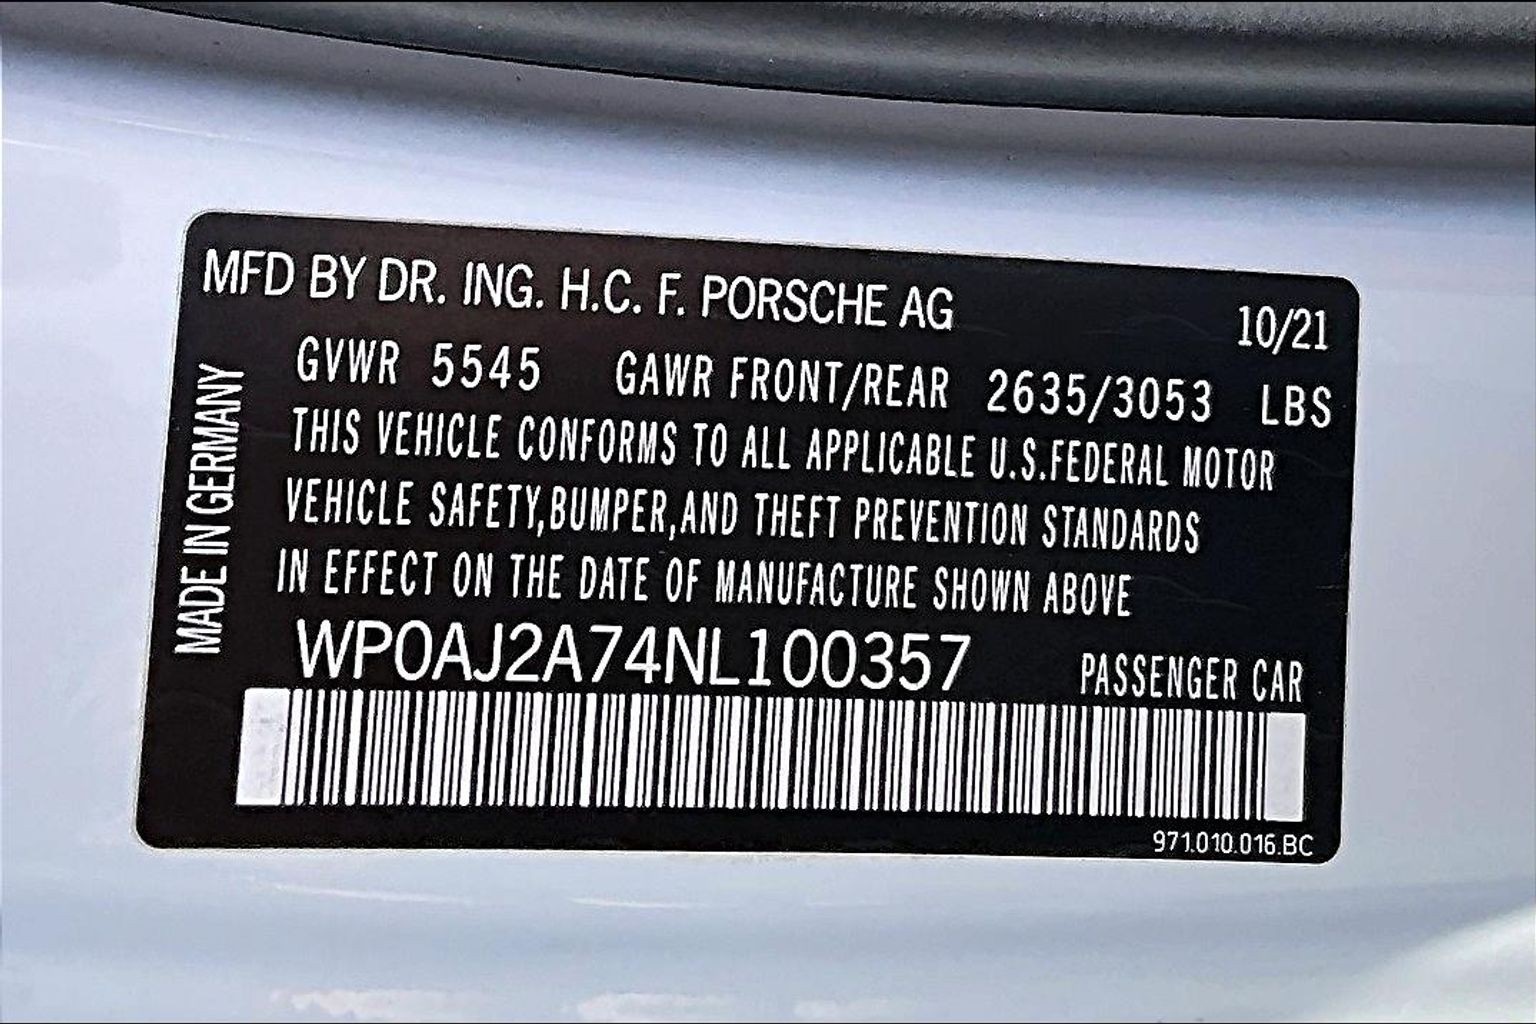 MFD BY DR. ING. H.C. F. PORSCHE AG 10/21
GVWR 5545 GAWR FRONT/REAR 2635/3053 LBS
THIS VEHICLE CONFORMS TO ALL APPLICABLE U.S.FEDERAL MOTOR
VEHICLE SAFETY,BUMPER,AND THEFT PREVENTION STANDARDS
IN EFFECT ON THE DATE OF MANUFACTURE SHOWN ABOVE
WP0AJ2A74NL100357 PASSENGER CAR
971.010.016.BC
MADE IN GERMANY